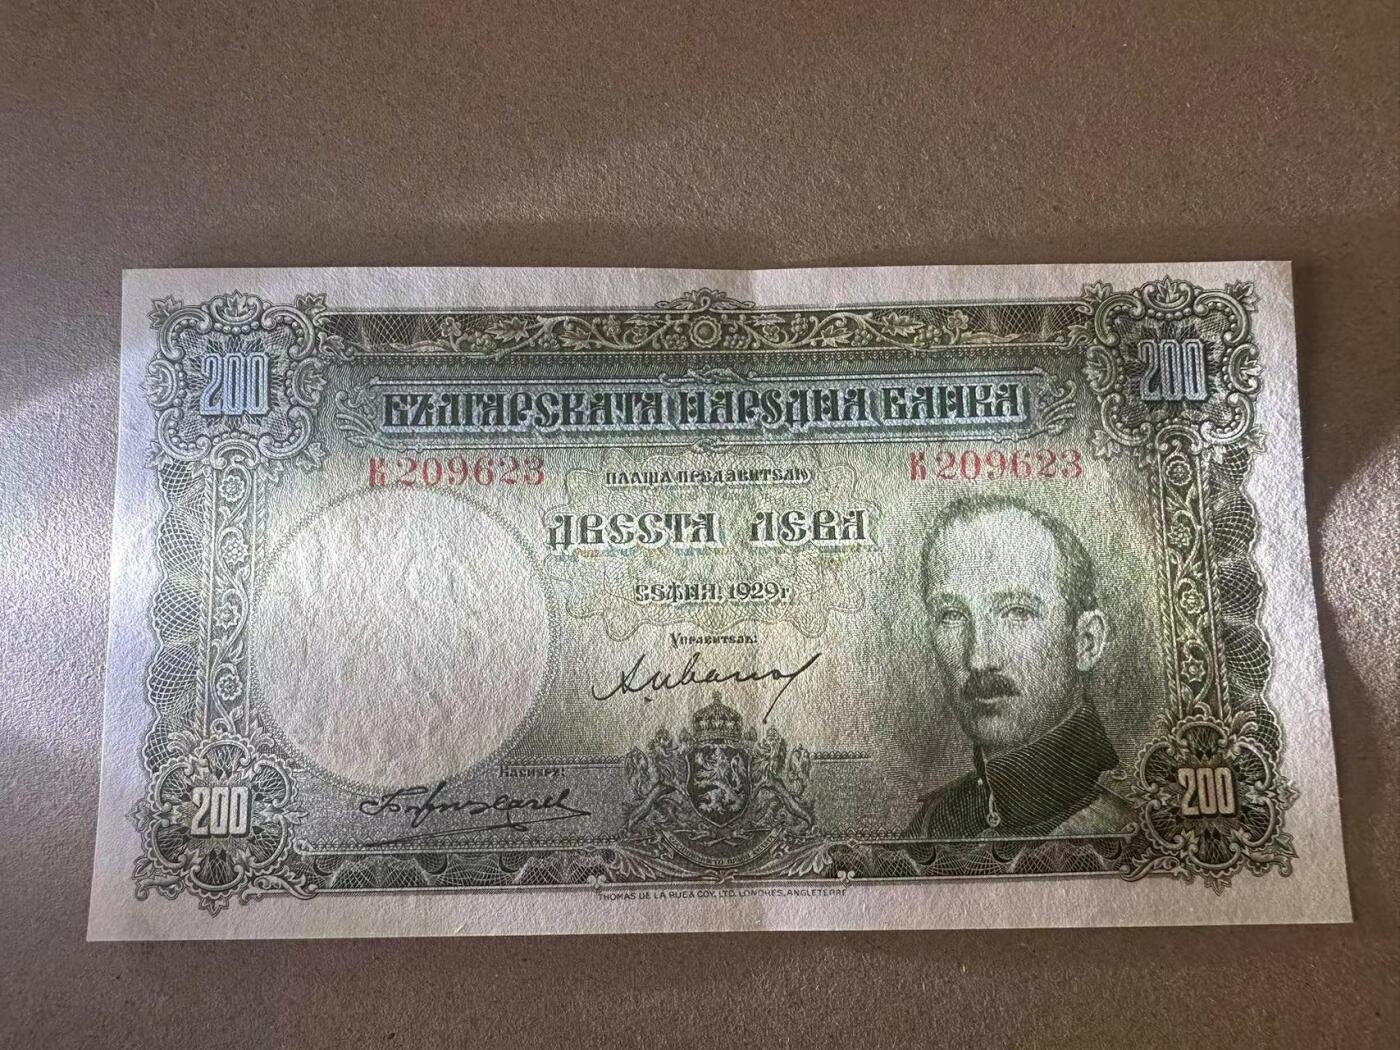 200
200
БЪЛГАРСКАТА НАРОДНА БАНКА
К 209623
К 209623
ПЛАЩА ПРЕДЯВИТЕЛЮ
ДВЕСТА ЛЕВА
СОФИЯ. 1929 г
Управитель:
Касиеръ:
200
200
THOMAS DE LA RUE & COY, LTD. LONDRES, ANGLETERRE